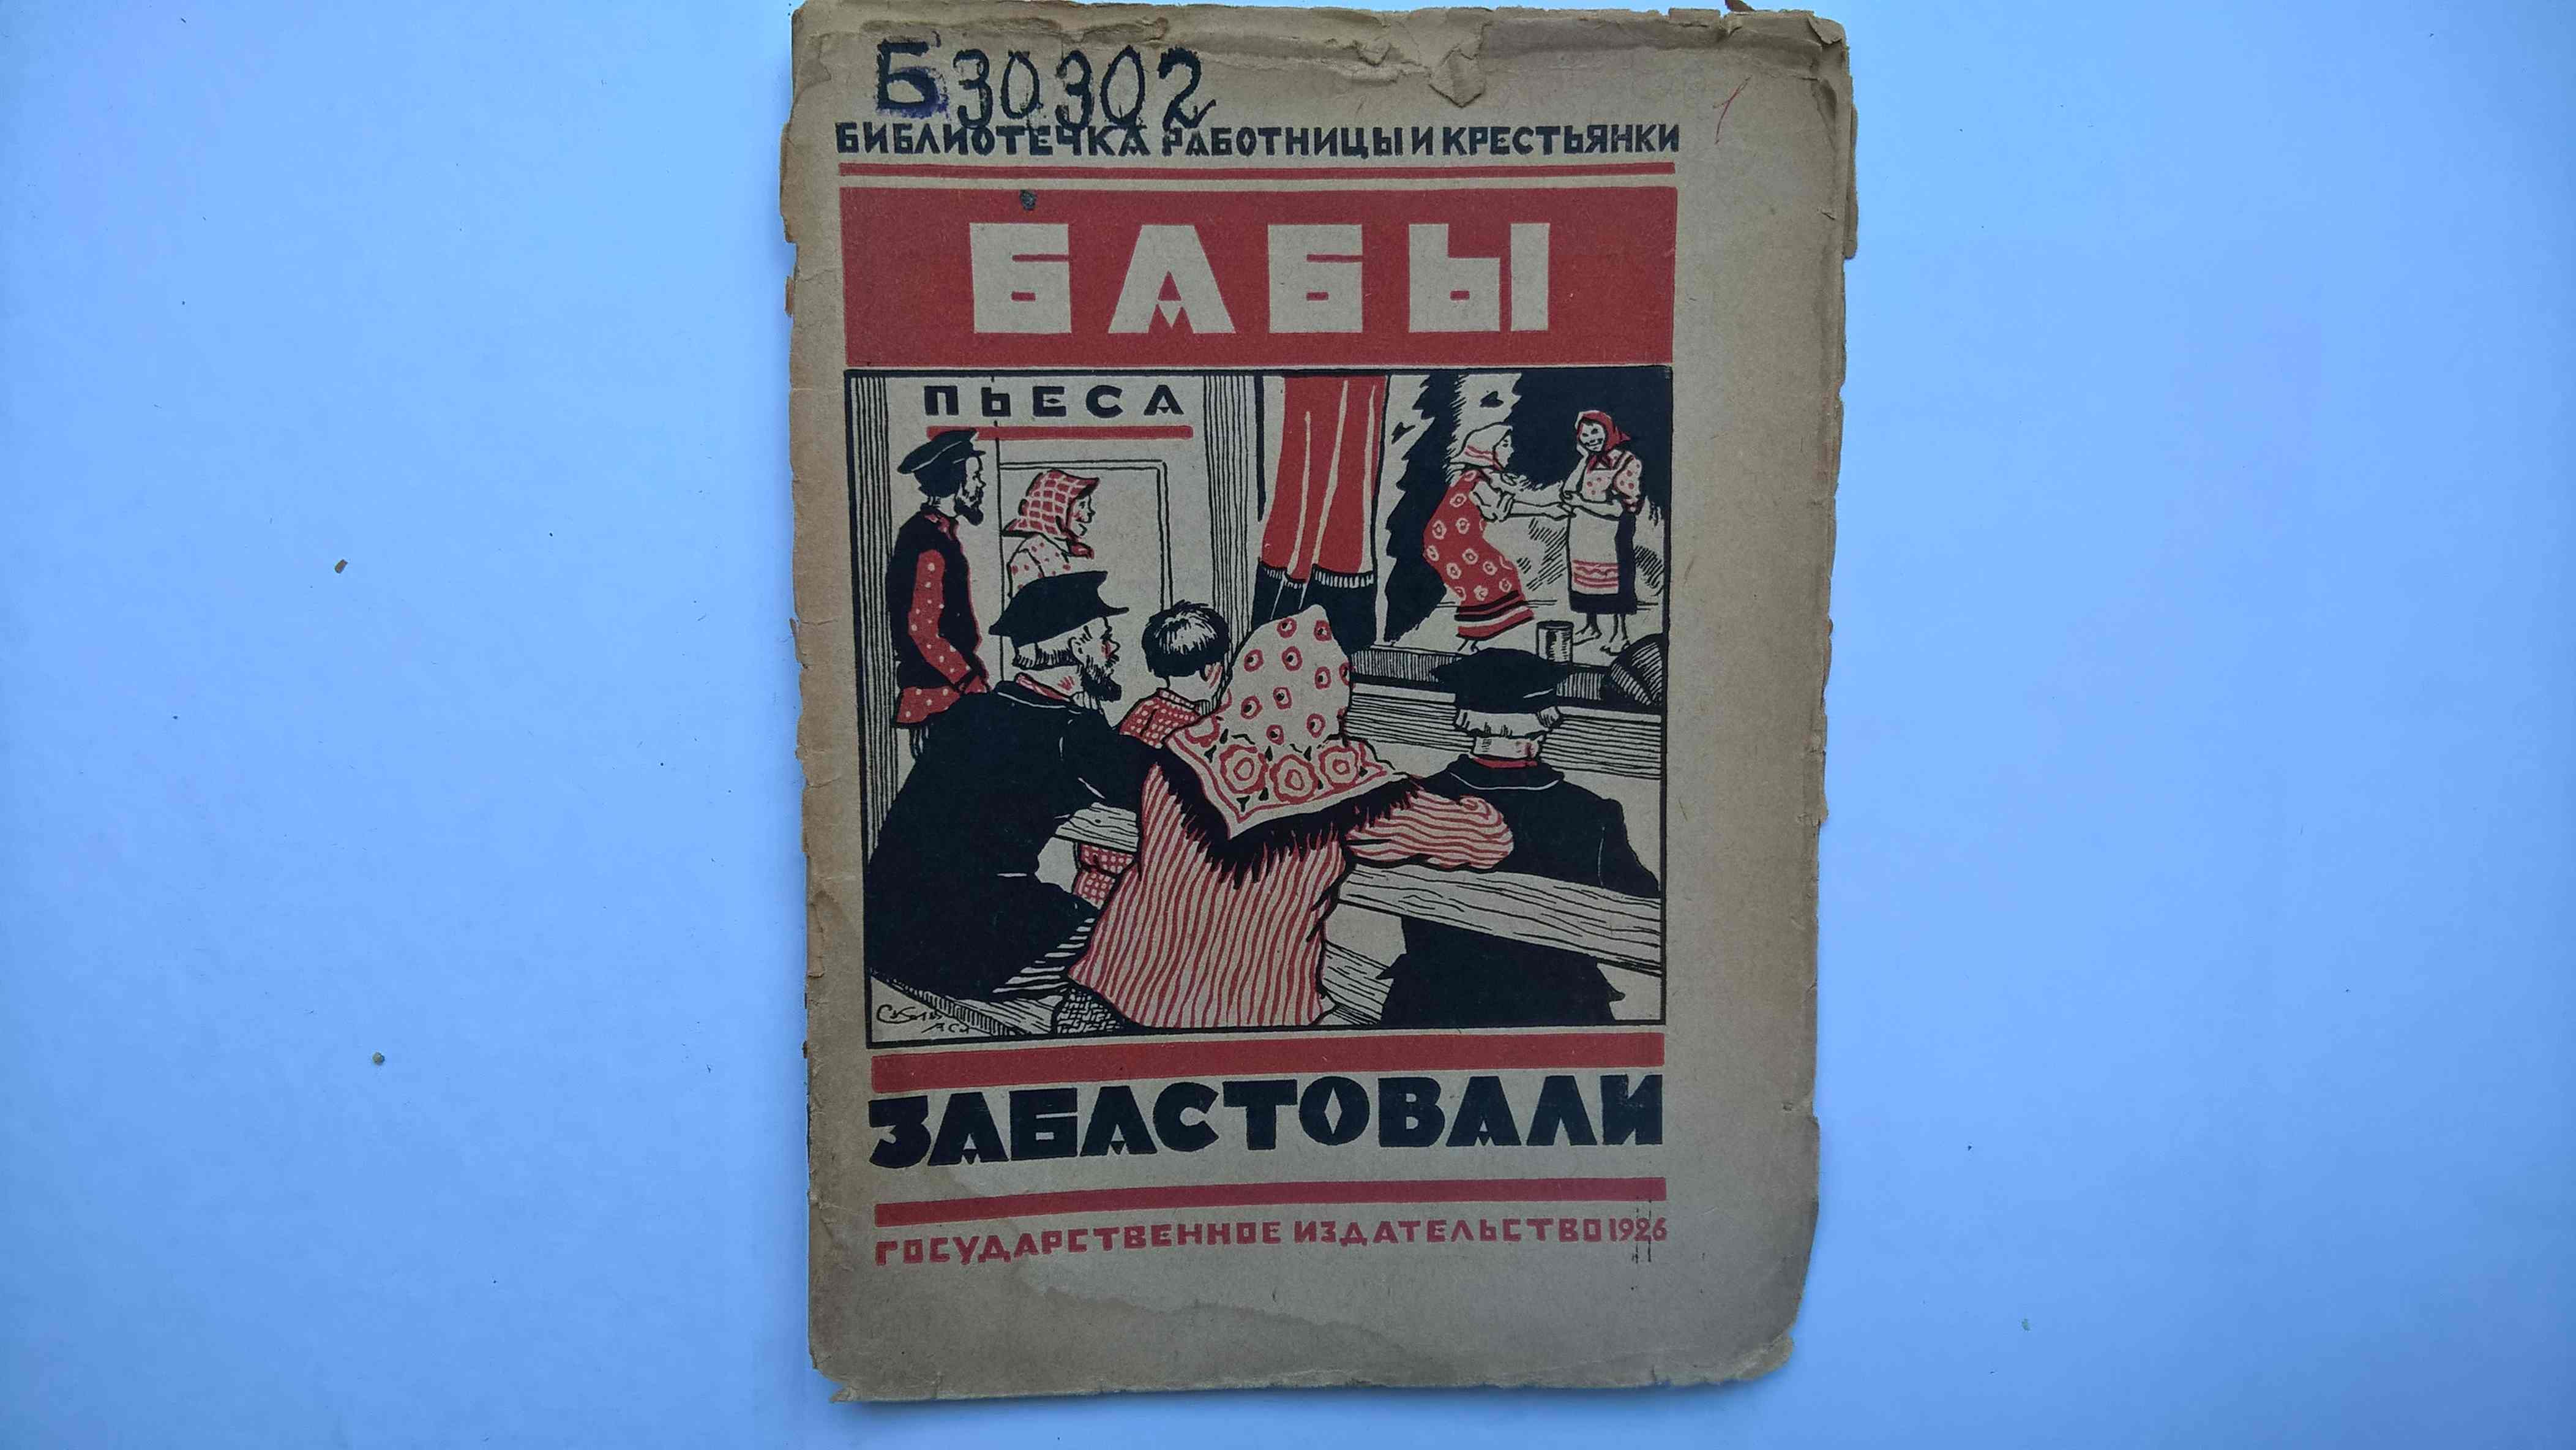 Б30302
БИБЛИОТЕЧКА РАБОТНИЦЫ И КРЕСТЬЯНКИ
БАБЫ
ПЬЕСА
ЗАБАСТОВАЛИ
ГОСУДАРСТВЕННОЕ ИЗДАТЕЛЬСТВО 1926